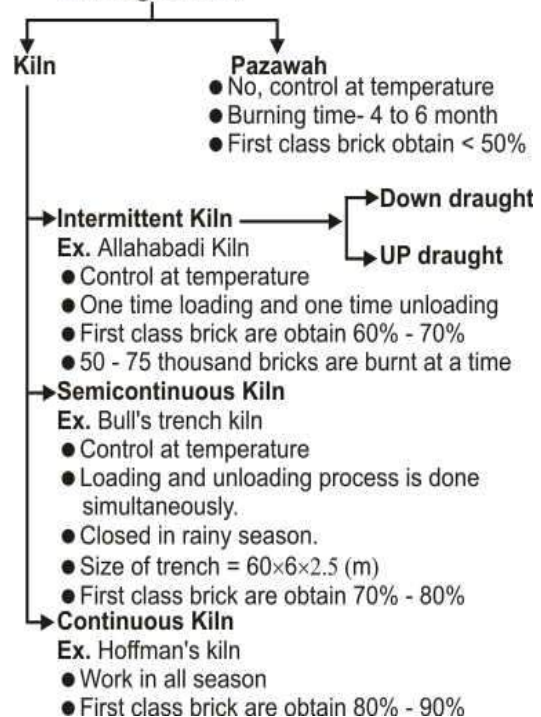 Kiln
Pazawah
● No, control at temperature
● Burning time- 4 to 6 month
● First class brick obtain < 50%
Intermittent Kiln
Down draught
UP draught
Ex. Allahabadi Kiln
● Control at temperature
● One time loading and one time unloading
● First class brick are obtain 60% - 70%
● 50 - 75 thousand bricks are burnt at a time
Semicontinuous Kiln
Ex. Bull's trench kiln
● Control at temperature
● Loading and unloading process is done
simultaneously.
● Closed in rainy season.
● Size of trench = 60×6×2.5 (m)
● First class brick are obtain 70% - 80%
Continuous Kiln
Ex. Hoffman's kiln
● Work in all season
● First class brick are obtain 80% - 90%